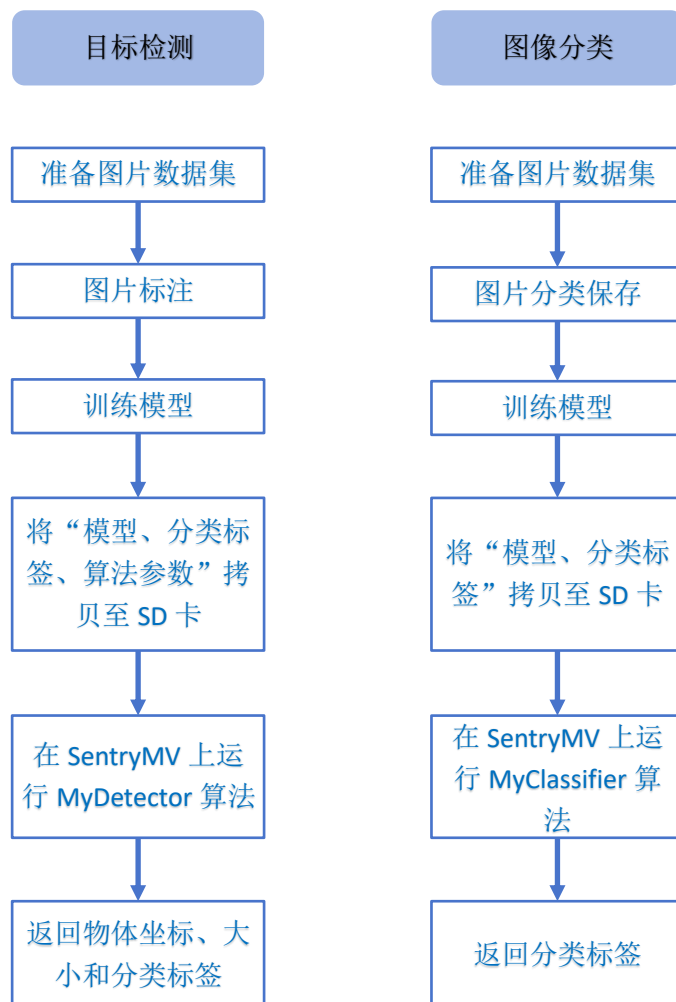 目标检测
准备图片数据集
图片标注
训练模型
将“模型、分类标
签、算法参数”拷
贝至 SD 卡
在 SentryMV 上运
行 MyDetector 算法
返回物体坐标、大
小和分类标签
图像分类
准备图片数据集
图片分类保存
训练模型
将“模型、分类标
签”拷贝至 SD 卡
在 SentryMV 上运
行 MyClassifier 算
法
返回分类标签